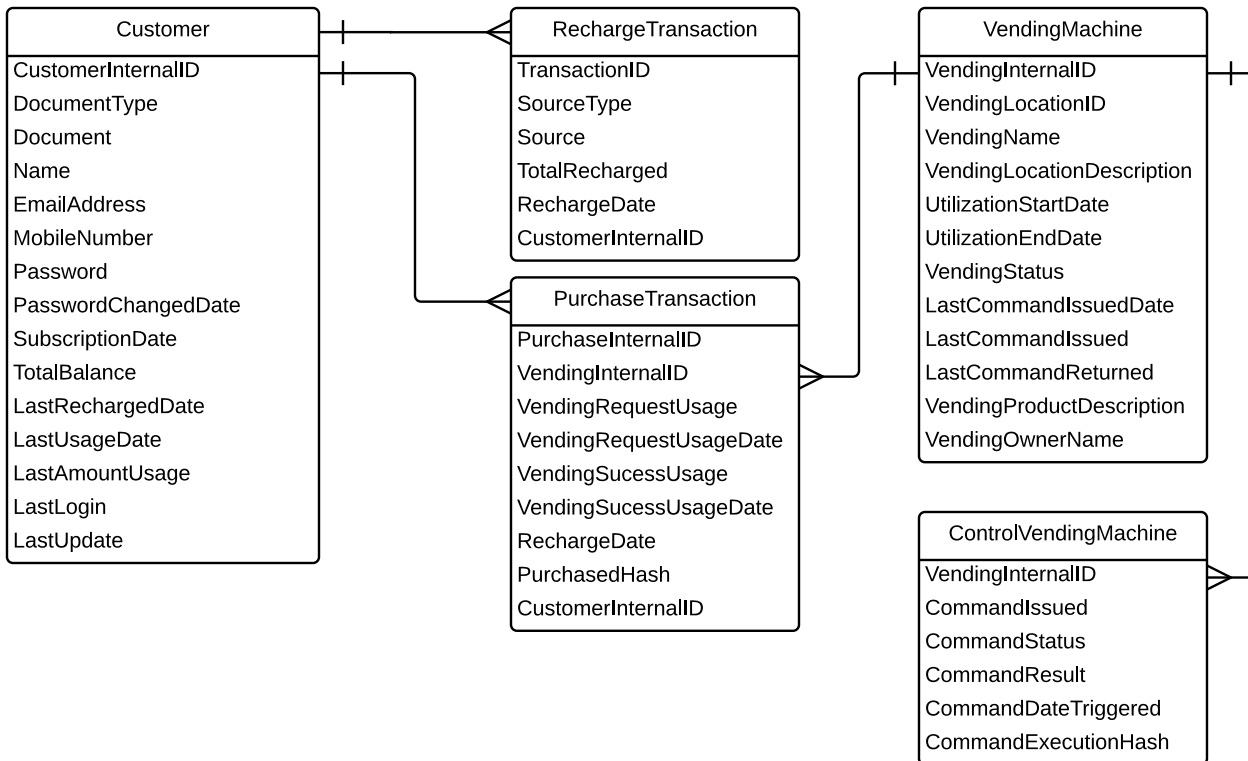 Customer
CustomerInternalID
DocumentType
Document
Name
EmailAddress
MobileNumber
Password
PasswordChangedDate
SubscriptionDate
TotalBalance
LastRechargedDate
LastUsageDate
LastAmountUsage
LastLogin
LastUpdate
RechargeTransaction
TransactionID
SourceType
Source
TotalRecharged
RechargeDate
CustomerInternalID
PurchaseTransaction
PurchaseInternalID
VendingInternalID
VendingRequestUsage
VendingRequestUsageDate
VendingSucessUsage
VendingSucessUsageDate
RechargeDate
PurchasedHash
CustomerInternalID
VendingMachine
VendingInternalID
VendingLocationID
VendingName
VendingLocationDescription
UtilizationStartDate
UtilizationEndDate
VendingStatus
LastCommandIssuedDate
LastCommandIssued
LastCommandReturned
VendingProductDescription
VendingOwnerName
ControlVendingMachine
VendingInternalID
CommandIssued
CommandStatus
CommandResult
CommandDateTriggered
CommandExecutionHash